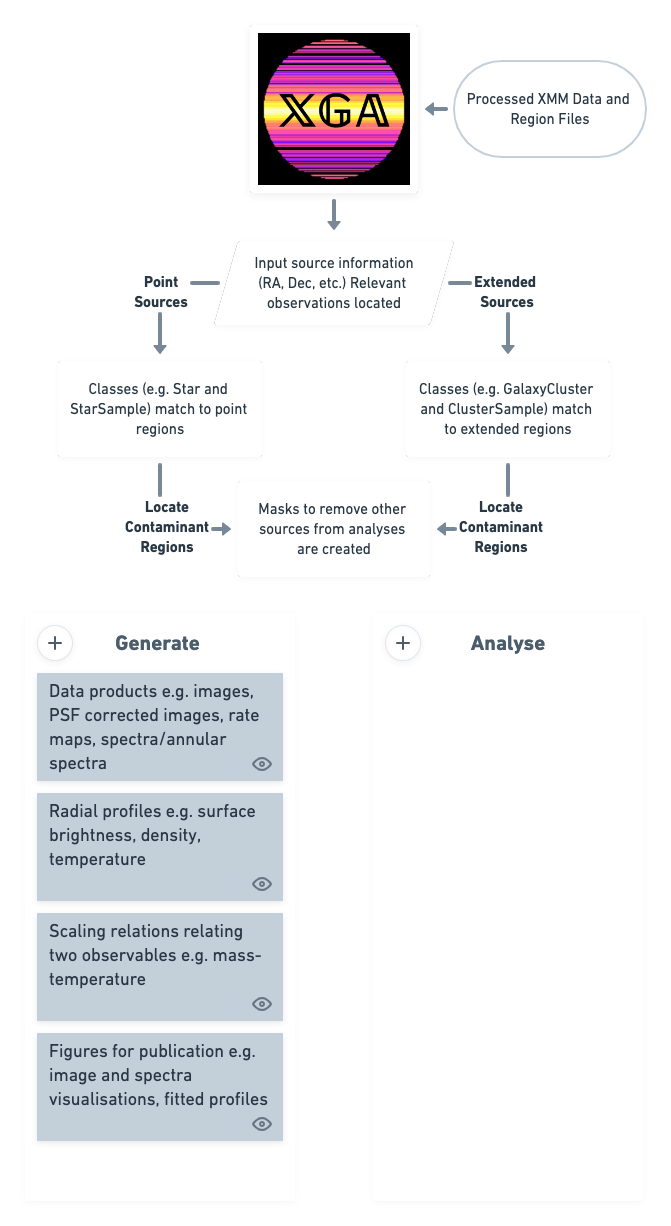 XGA
Processed XMM Data and
Region Files
Input source information
(RA, Dec, etc.) Relevant
observations located
Point
Sources
Extended
Sources
Classes (e.g. Star and
StarSample) match to point
regions
Classes (e.g. GalaxyCluster
and ClusterSample) match
to extended regions
Locate
Contaminant
Regions
Masks to remove other
sources from analyses
are created
Locate
Contaminant
Regions
Generate
Data products e.g. images,
PSF corrected images, rate
maps, spectra/annular
spectra
Radial profiles e.g. surface
brightness, density,
temperature
Scaling relations relating
two observables e.g. mass-
temperature
Figures for publication e.g.
image and spectra
visualisations, fitted profiles
Analyse